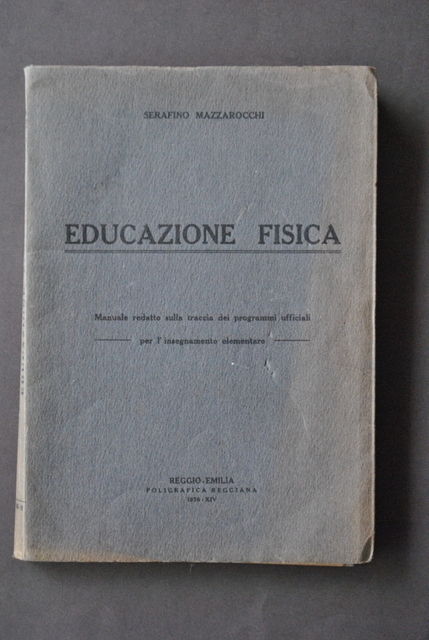 SERAFINO MAZZAROCCHI
EDUCAZIONE FISICA
Manuale redatto sulla traccia dei programmi ufficiali
per l'insegnamento elementare
REGGIO-EMILIA
POLIGRAFICA REGGIANA
1936-XIV